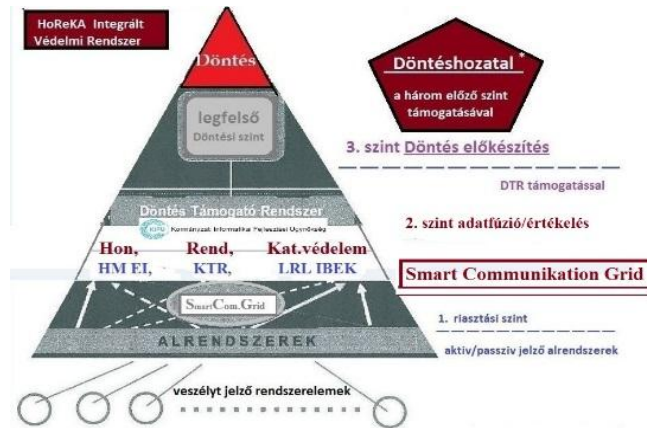 HoReKA Integrált
Védelmi Rendszer
Döntés
Döntéshozatal *
a három előző szint
támogatásával
legfelső
Döntési szint
3. szint Döntés előkészítés
DTR támogatással
Döntés Támogató Rendszer
Kormányzati Informatikai Fejlesztési Ügynökség
2. szint adatfúzió/értékelés
Hon, Rend, Kat.védelem
HM EI, KTR, LRL IBEK
Smart Communikation Grid
SmartCom.Grid
1. riasztási szint
ALRENDSZEREK
aktiv/passziv jelző alrendszerek
veszélyt jelző rendszerelemek